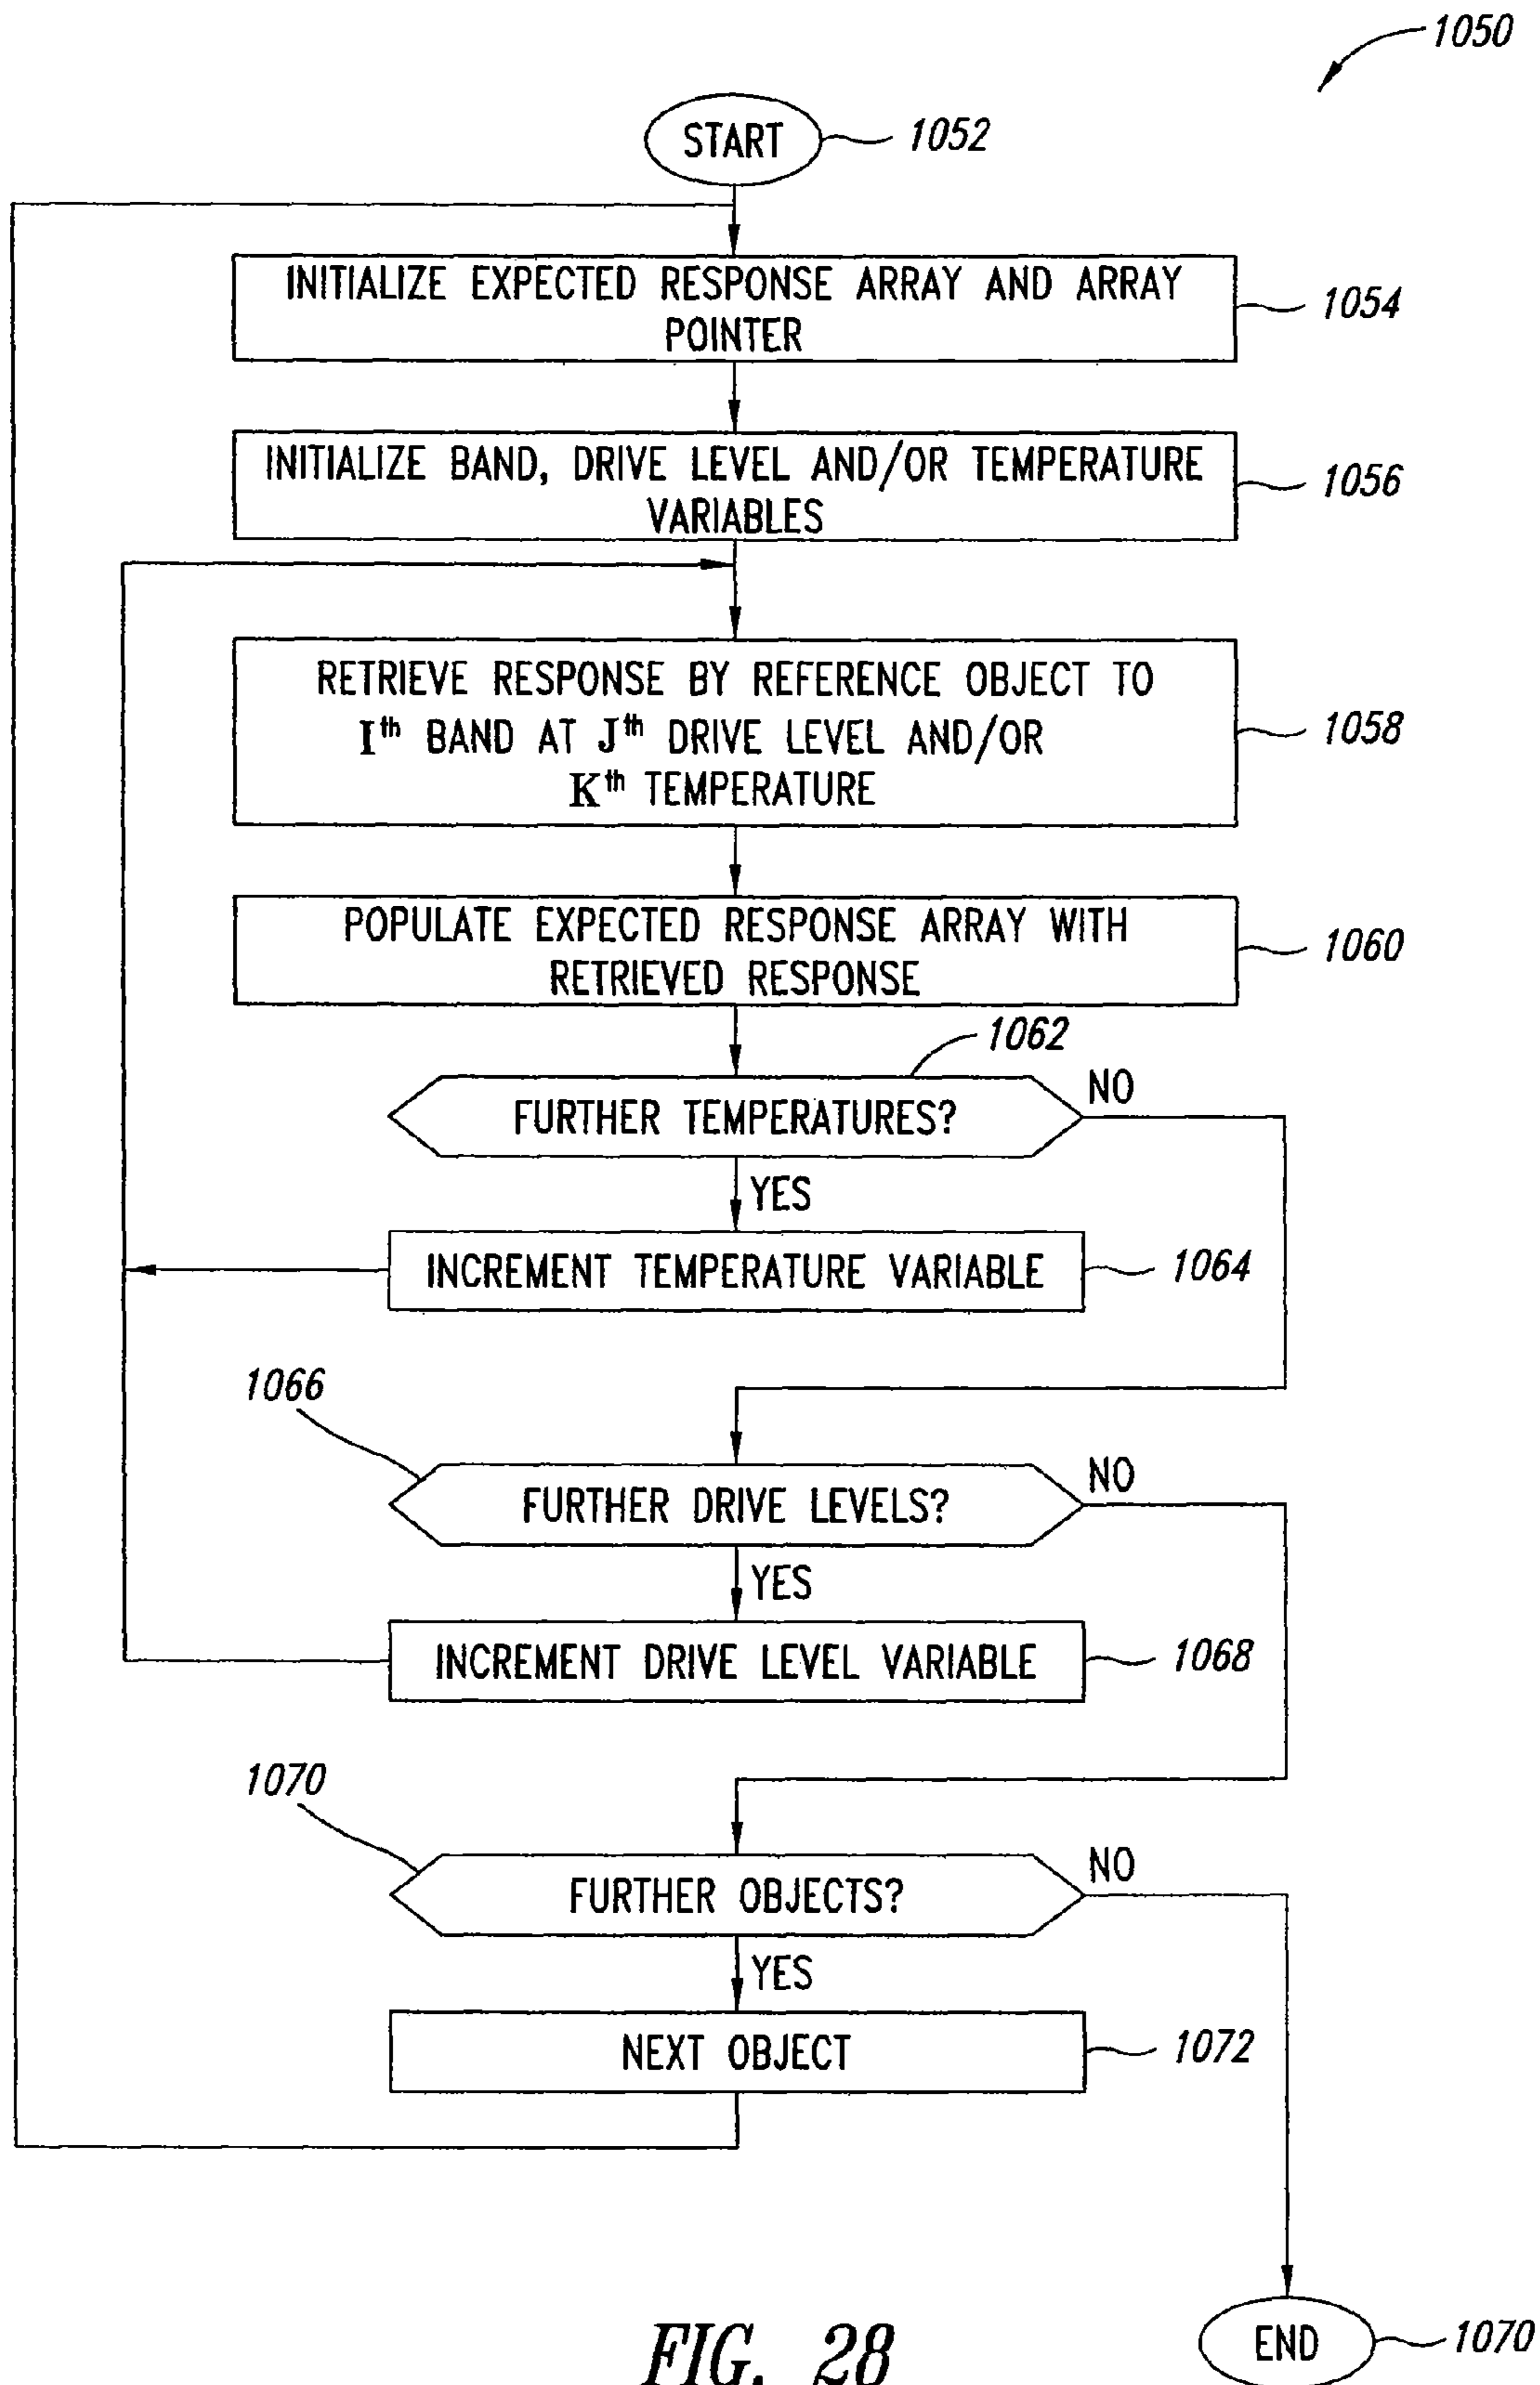 1050
START
1052
INITIALIZE EXPECTED RESPONSE ARRAY AND ARRAY
POINTER
1054
INITIALIZE BAND, DRIVE LEVEL AND/OR TEMPERATURE
VARIABLES
1056
RETRIEVE RESPONSE BY REFERENCE OBJECT TO
Ith BAND AT Jth DRIVE LEVEL AND/OR
Kth TEMPERATURE
1058
POPULATE EXPECTED RESPONSE ARRAY WITH
RETRIEVED RESPONSE
1060
1062
FURTHER TEMPERATURES?
NO
YES
INCREMENT TEMPERATURE VARIABLE
1064
1066
FURTHER DRIVE LEVELS?
NO
YES
INCREMENT DRIVE LEVEL VARIABLE
1068
1070
FURTHER OBJECTS?
NO
YES
NEXT OBJECT
1072
END
1070
FIG. 28